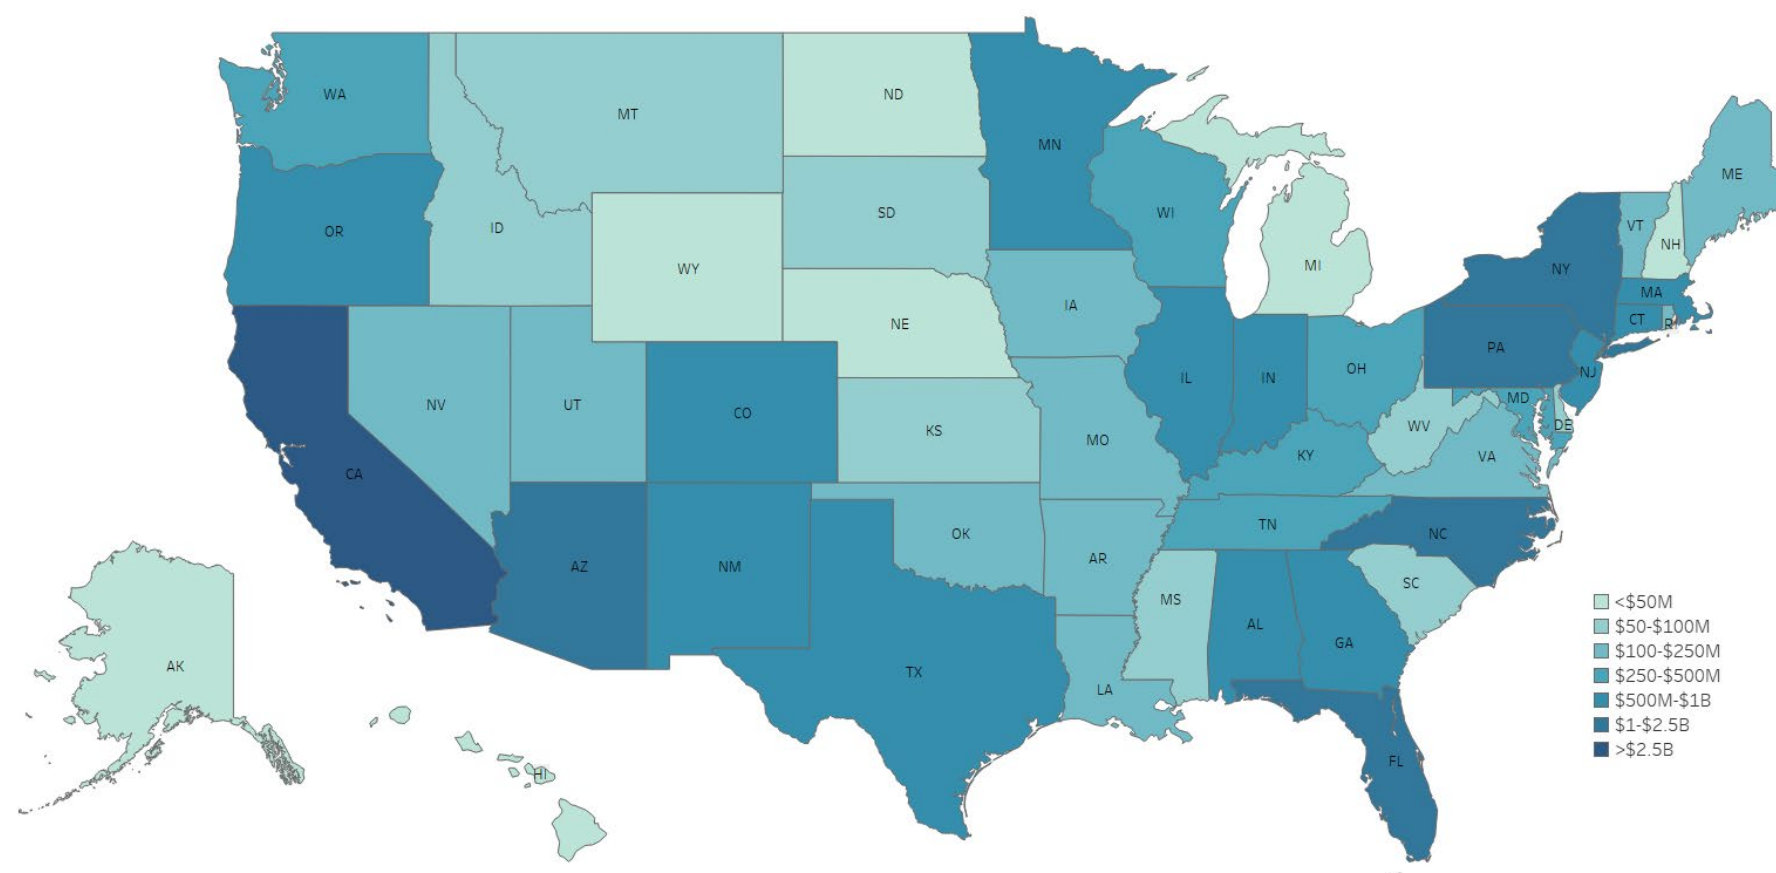 WA
MT
ND
MN
ME
OR
ID
SD
WI
VT
NH
WY
MI
NY
MA
NE
IA
CT
RI
PA
NV
UT
CO
KS
IL
IN
OH
NJ
MD
DE
WV
VA
CA
MO
KY
AZ
NM
OK
AR
TN
NC
MS
AL
GA
SC
TX
LA
FL
AK
HI
<$50M
$50-$100M
$100-$250M
$250-$500M
$500M-$1B
$1-$2.5B
>$2.5B